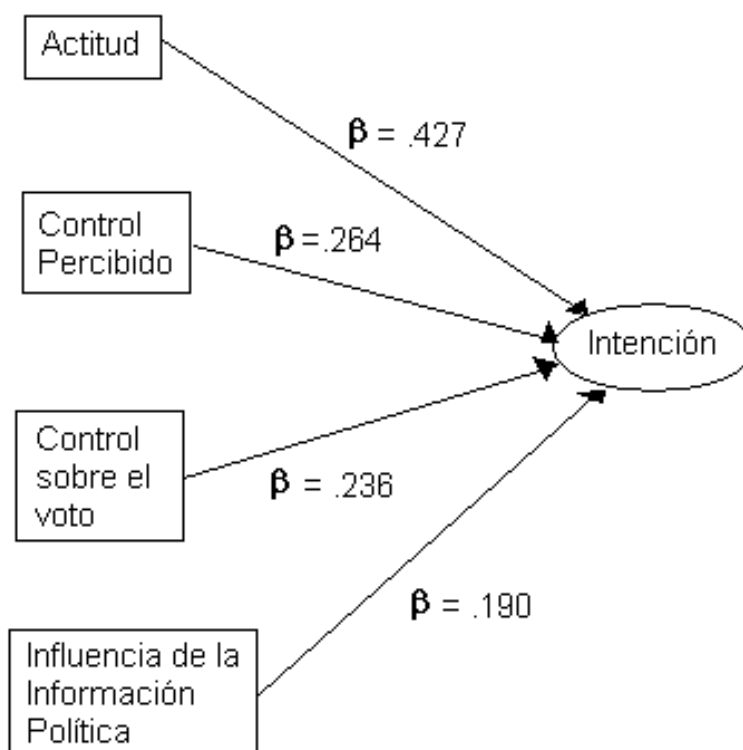 Actitud
β = .427
Control
Percibido
β =.264
Intención
Control
sobre el
voto
β = .236
β = .190
Influencia de la
Información
Política